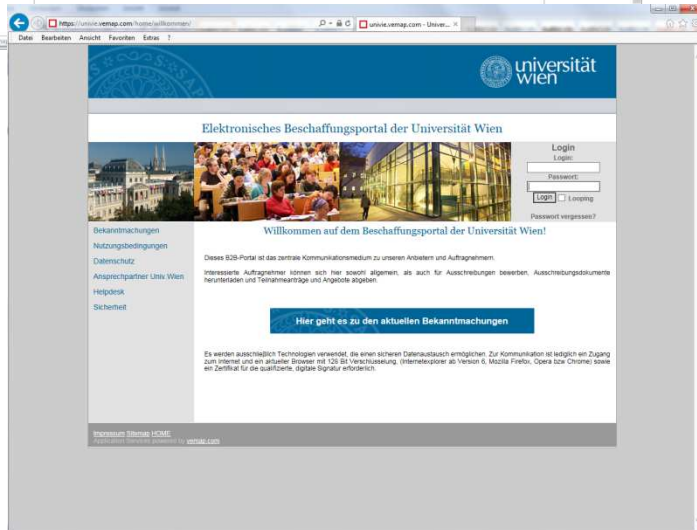 https://univie.vemap.com/home/willkommen/
univie.vemap.com - Univer...
Datei Bearbeiten Ansicht Favoriten Extras ?
universität
wien
Elektronisches Beschaffungsportal der Universität Wien
Login
Login:
Passwort:
Login Looping
Passwort vergessen?
Bekanntmachungen
Nutzungsbedingungen
Datenschutz
Ansprechpartner Univ.Wien
Helpdesk
Sicherheit
Willkommen auf dem Beschaffungsportal der Universität Wien!
Dieses B2B-Portal ist das zentrale Kommunikationsmedium zu unseren Anbietern und Auftragnehmern.
Interessierte Auftragnehmer können sich hier sowohl allgemein, als auch für Ausschreibungen bewerben, Ausschreibungsdokumente
herunterladen und Teilnahmeanträge und Angebote abgeben.
Hier geht es zu den aktuellen Bekanntmachungen
Es werden ausschließlich Technologien verwendet, die einen sicheren Datenaustausch ermöglichen. Zur Kommunikation ist lediglich ein Zugang
zum Internet und ein aktueller Browser mit 128 Bit Verschlüsselung, (Internetexplorer ab Version 6, Mozilla Firefox, Opera bzw Chrome) sowie
ein Zertifikat für die qualifizierte, digitale Signatur erforderlich.
Impressum Sitemap HOME
Application Services powered by vemap.com